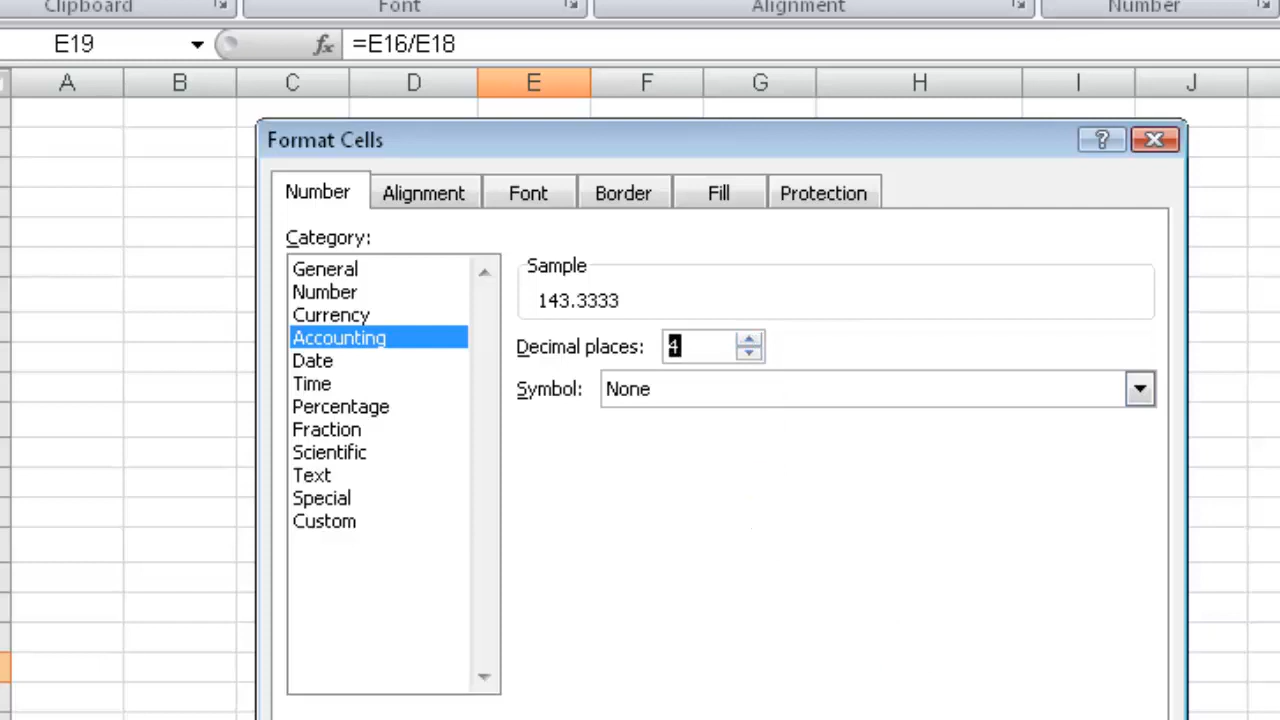 Clipboard Font Alignment Number
E19 fx =E16/E18
A B C D E F G H I J
Format Cells ?
Number Alignment Font Border Fill Protection
Category:
General
Number
Currency
Accounting
Date
Time
Percentage
Fraction
Scientific
Text
Special
Custom
Sample
143.3333
Decimal places: 4
Symbol: None